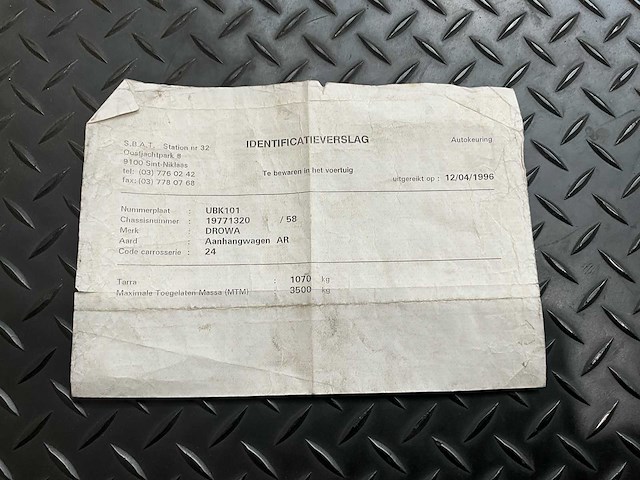 S.B.A.T. Station nr 32
Oostjachtpark 8
9100 Sint-Niklaas
tel: (03) 776 02 42
fax: (03) 778 07 68
IDENTIFICATIEVERSLAG
Autokeuring
Te bewaren in het voertuig
uitgereikt op : 12/04/1996
Nummerplaat : UBK101
Chassisnummer : 19771320 / 58
Merk : DROWA
Aard : Aanhangwagen AR
Code carrosserie : 24
Tarra : 1070 kg
Maximale Toegelaten Massa (MTM) : 3500 kg